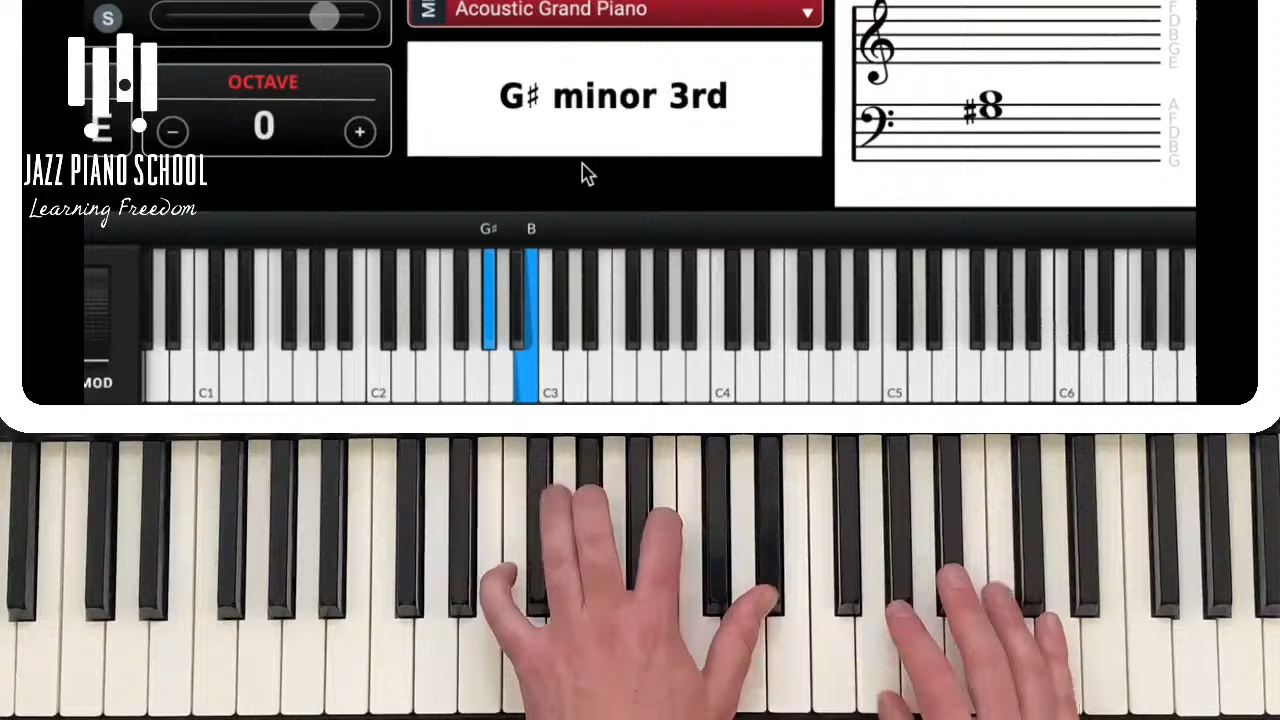 S
Acoustic Grand Piano
F
D
B
G
E
OCTAVE
0
G♯ minor 3rd
A
F
D
B
G
E
JAZZ PIANO SCHOOL
Learning Freedom
G♯ B
MOD
C1 C2 C3 C4 C5 C6